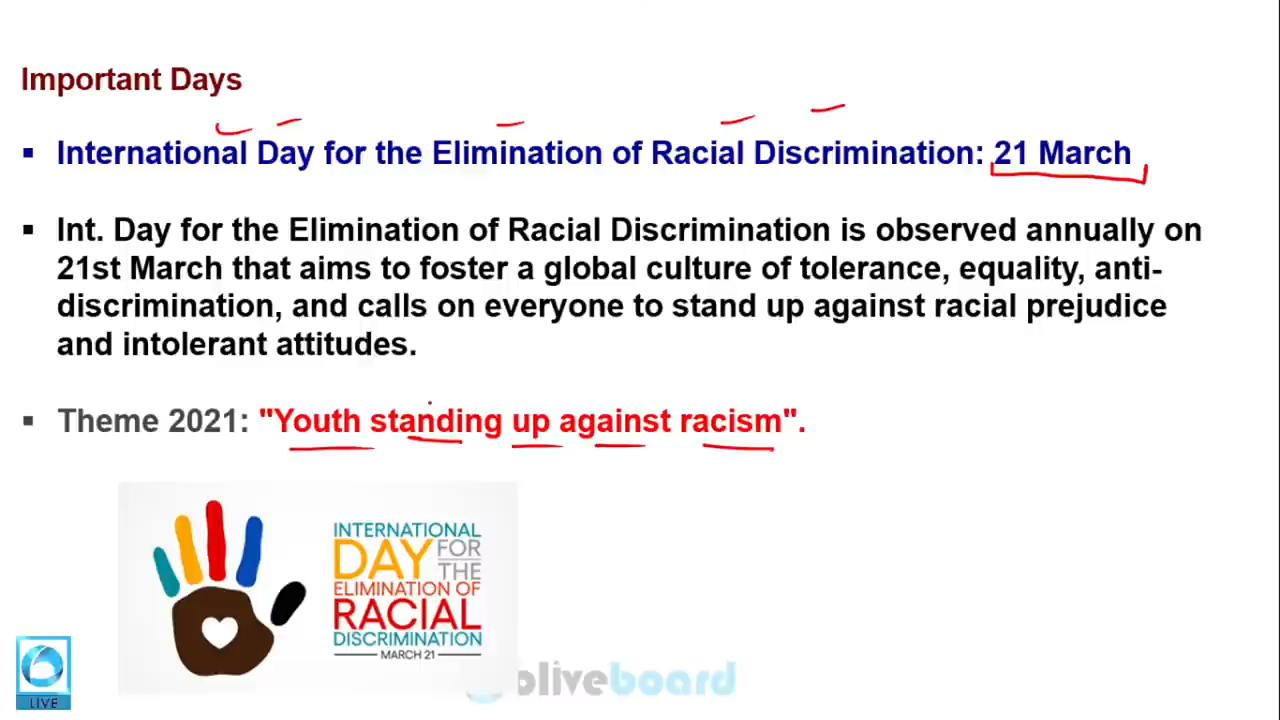 Important Days
▪ International Day for the Elimination of Racial Discrimination: 21 March
▪ Int. Day for the Elimination of Racial Discrimination is observed annually on
21st March that aims to foster a global culture of tolerance, equality, anti-
discrimination, and calls on everyone to stand up against racial prejudice
and intolerant attitudes.
▪ Theme 2021: "Youth standing up against racism".
INTERNATIONAL
DAY FOR THE
ELIMINATION OF
RACIAL
DISCRIMINATION
MARCH 21
LIVE
oliveboard